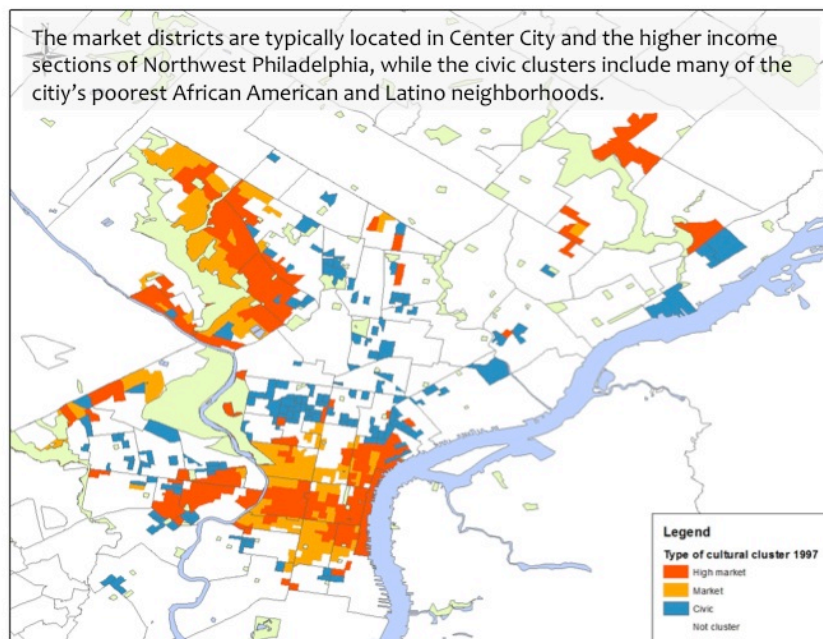 The market districts are typically located in Center City and the higher income
sections of Northwest Philadelphia, while the civic clusters include many of the
citiy's poorest African American and Latino neighborhoods.
Legend
Type of cultural cluster 1997
High market
Market
Civic
Not cluster